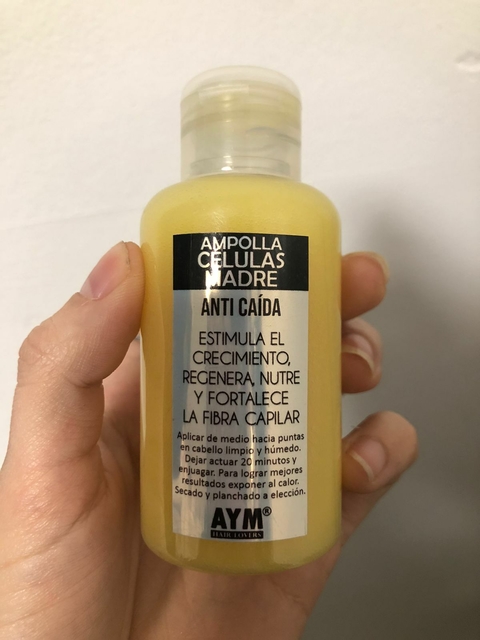 AMPOLLA
CÉLULAS
MADRE
ANTI CAÍDA
ESTIMULA EL
CRECIMIENTO,
REGENERA, NUTRE
Y FORTALECE
LA FIBRA CAPILAR
Aplicar de medio hacia puntas
en cabello limpio y húmedo.
Dejar actuar 20 minutos y
enjuagar. Para lograr mejores
resultados exponer al calor.
Secado y planchado a elección.
AYM®
HAIR LOVERS